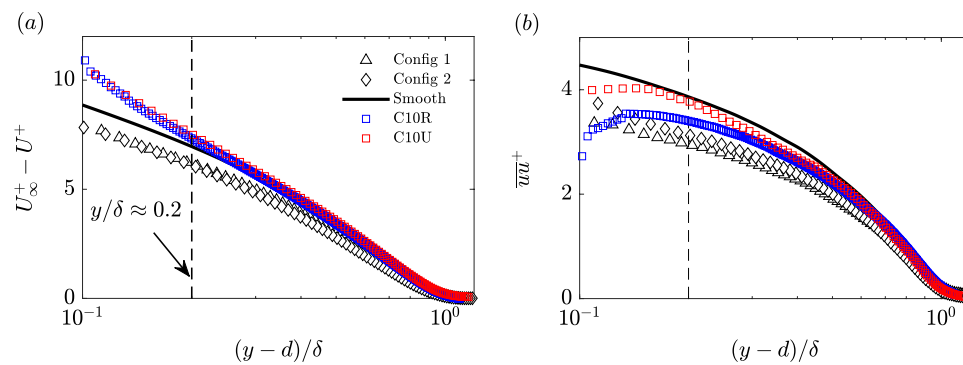 (a)
(b)
10
5
0
U∞⁺ − U⁺
Config 1
Config 2
Smooth
C10R
C10U
y/δ ≈ 0.2
10⁻¹
10⁰
(y − d)/δ
4
2
0
u̅u̅⁺
10⁻¹
10⁰
(y − d)/δ